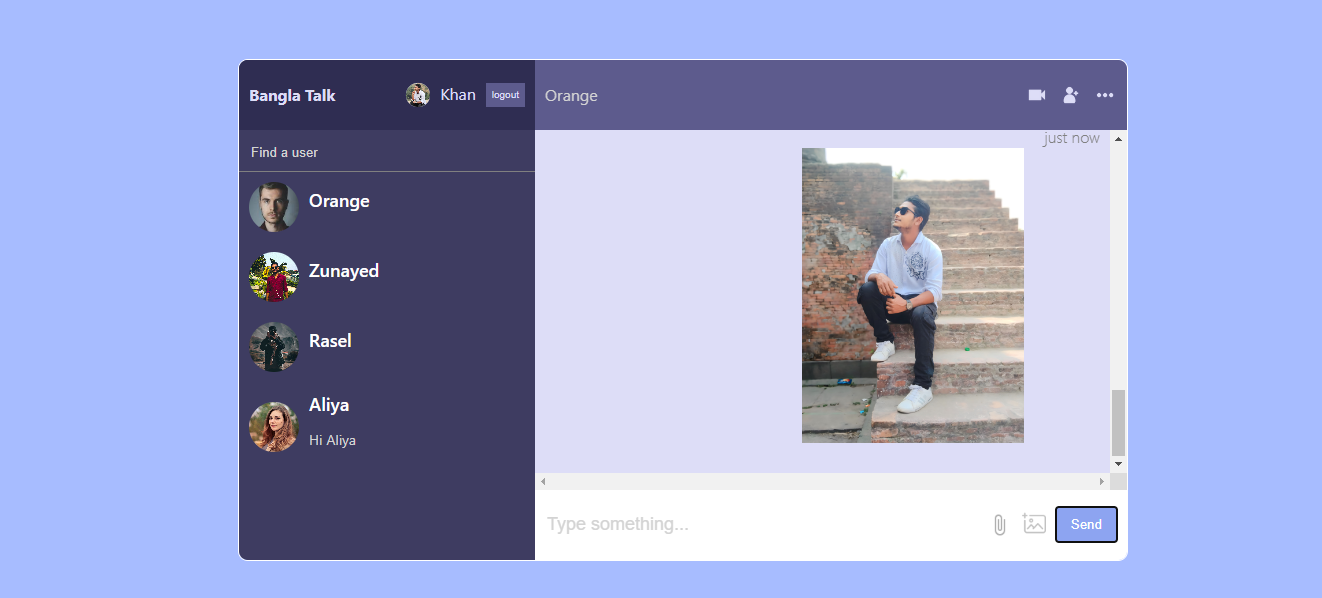 Bangla Talk
Khan
logout
Find a user
Orange
Zunayed
Rasel
Aliya
Hi Aliya
Orange
just now
Type something...
Send